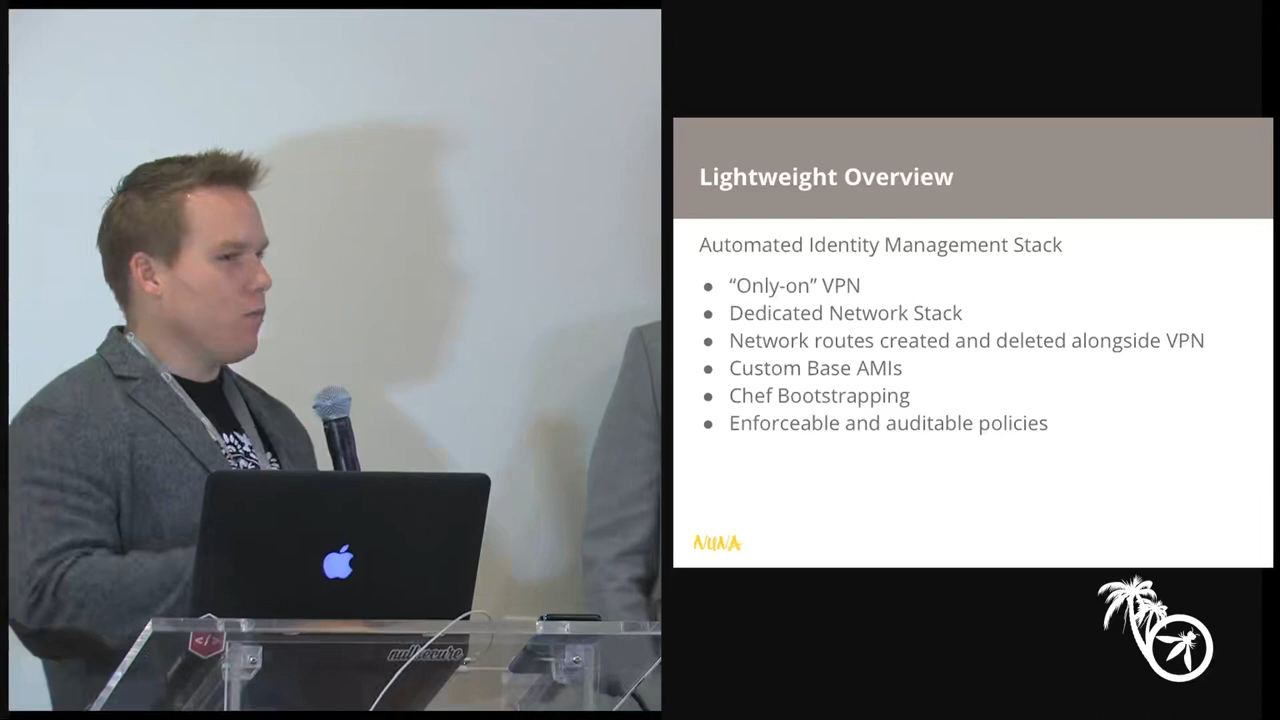 Lightweight Overview
Automated Identity Management Stack
● “Only-on” VPN
● Dedicated Network Stack
● Network routes created and deleted alongside VPN
● Custom Base AMIs
● Chef Bootstrapping
● Enforceable and auditable policies
NUNA
</>
nullsecure.